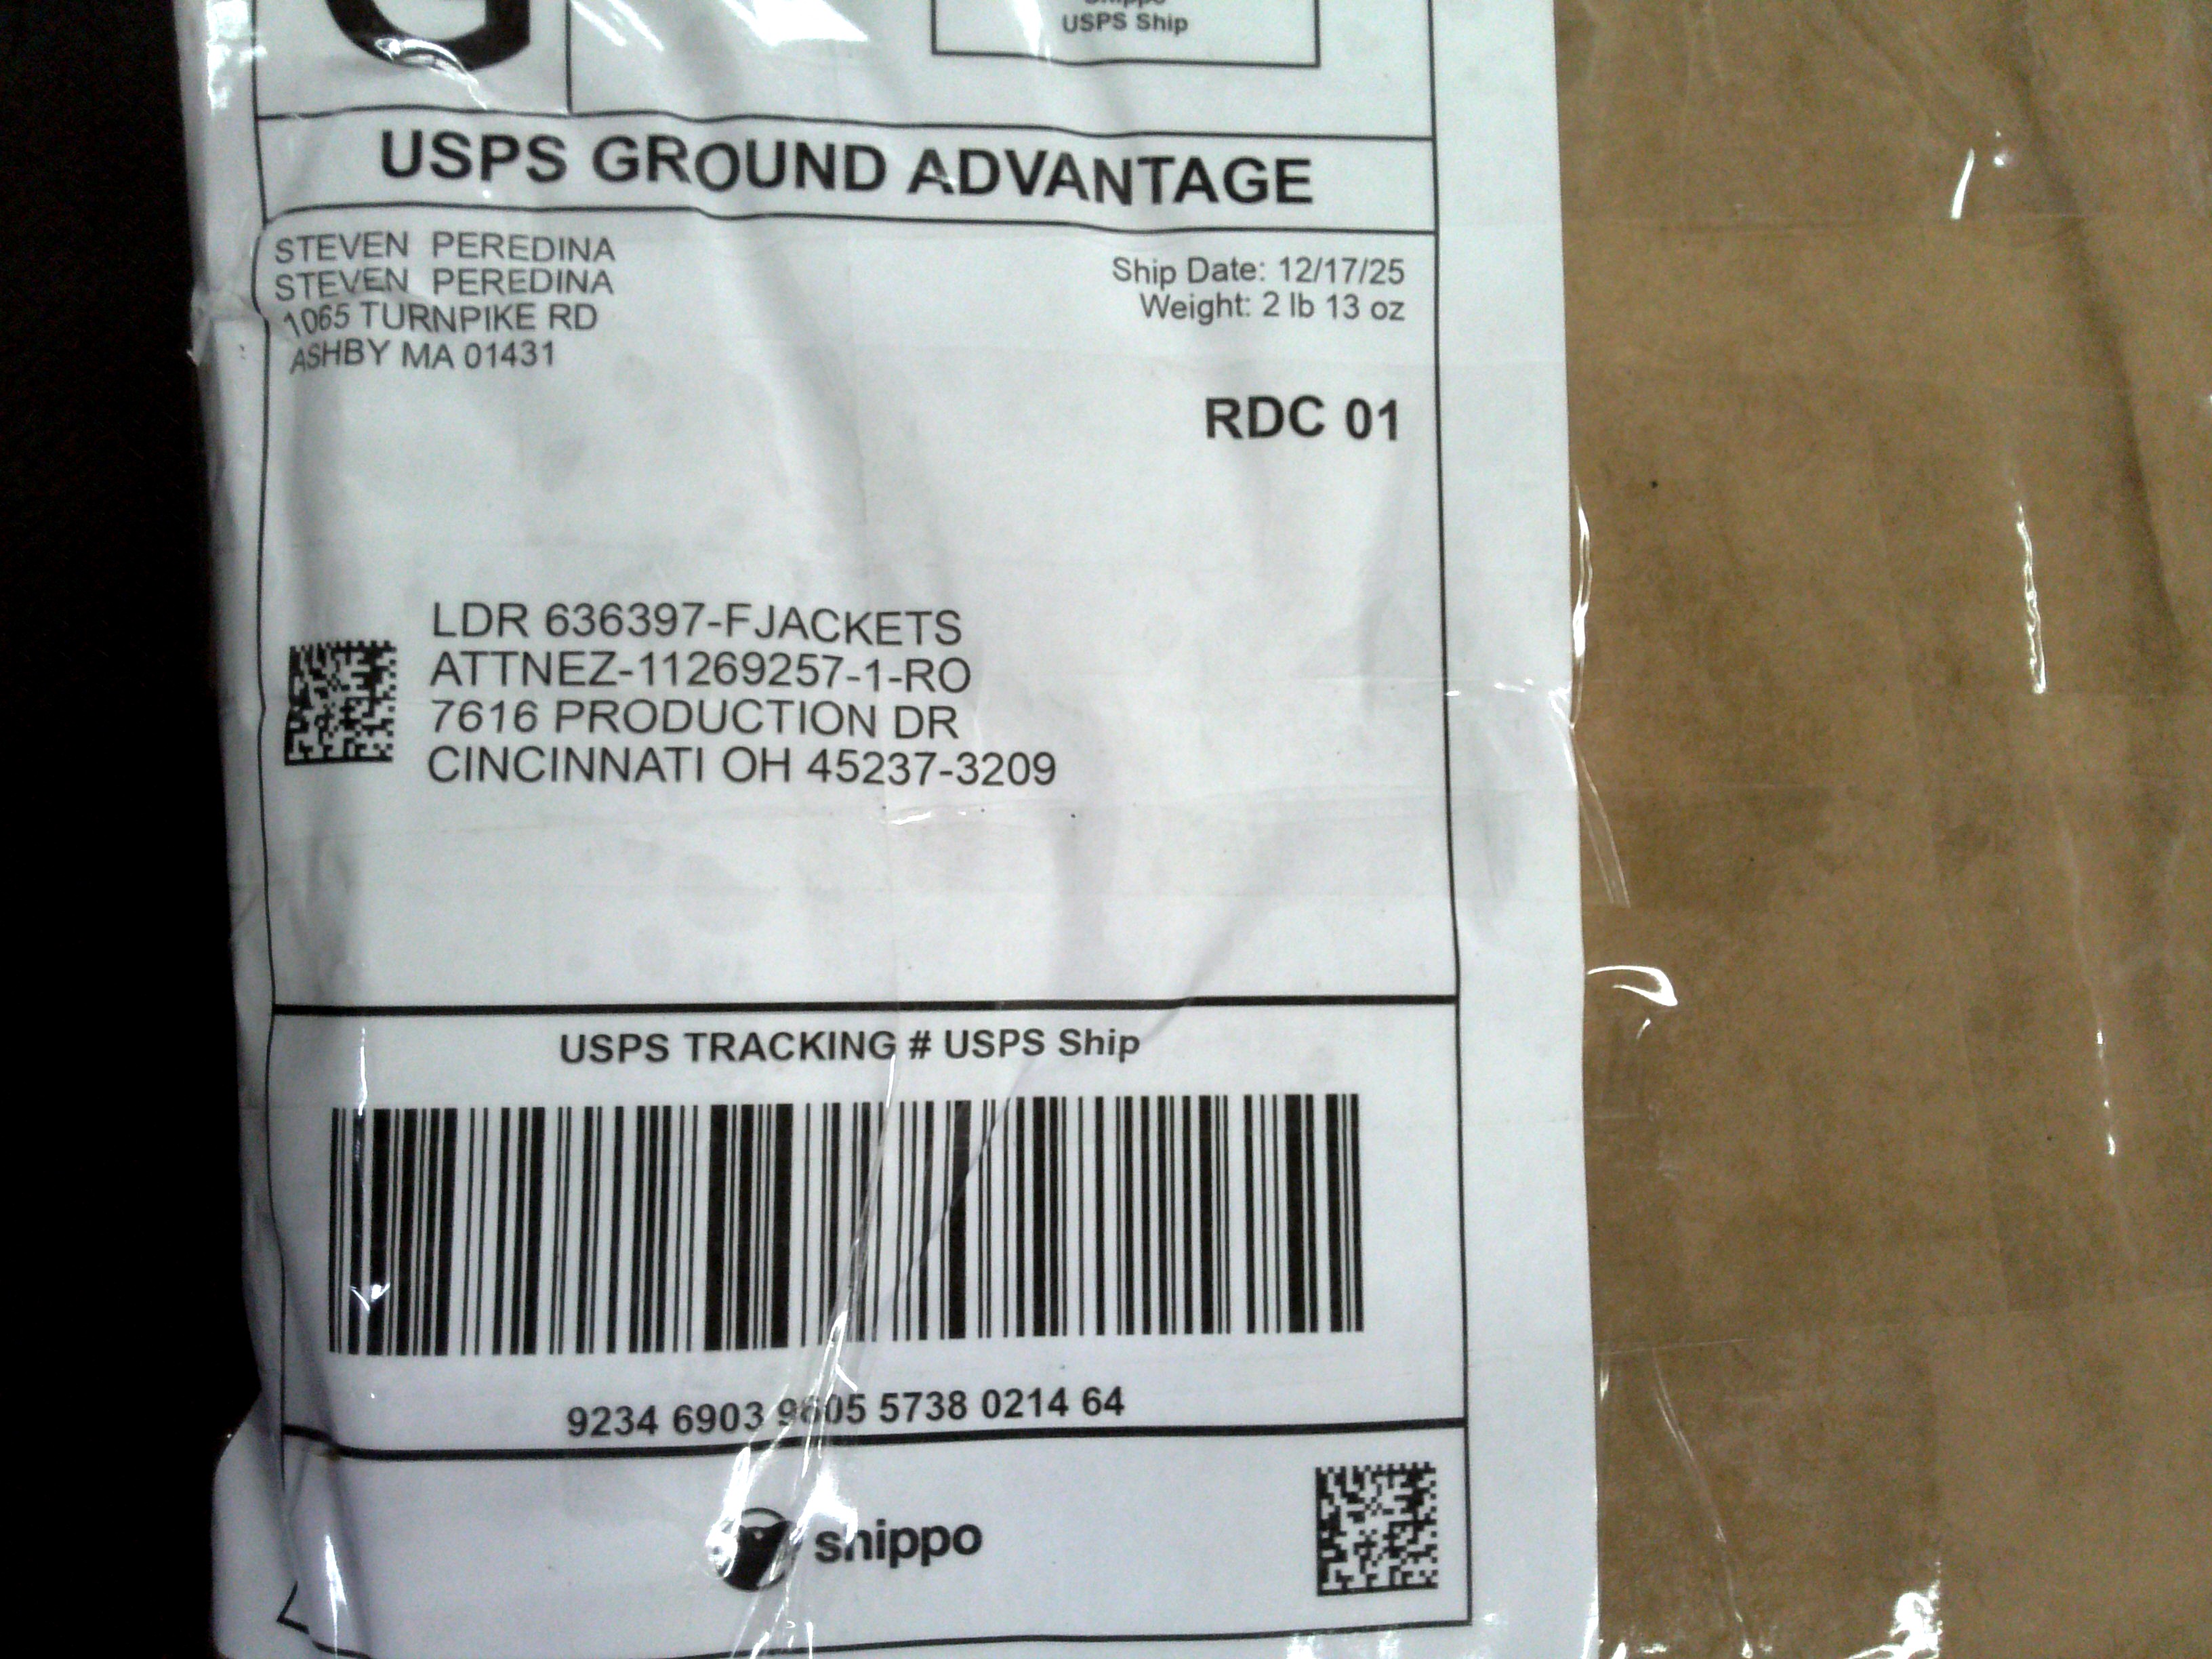 G
Shippo
USPS Ship
USPS GROUND ADVANTAGE
STEVEN PEREDINA
STEVEN PEREDINA
1065 TURNPIKE RD
ASHBY MA 01431
Ship Date: 12/17/25
Weight: 2 lb 13 oz
RDC 01
LDR 636397-FJACKETS
ATTNEZ-11269257-1-RO
7616 PRODUCTION DR
CINCINNATI OH 45237-3209
USPS TRACKING # USPS Ship
9234 6903 9605 5738 0214 64
shippo